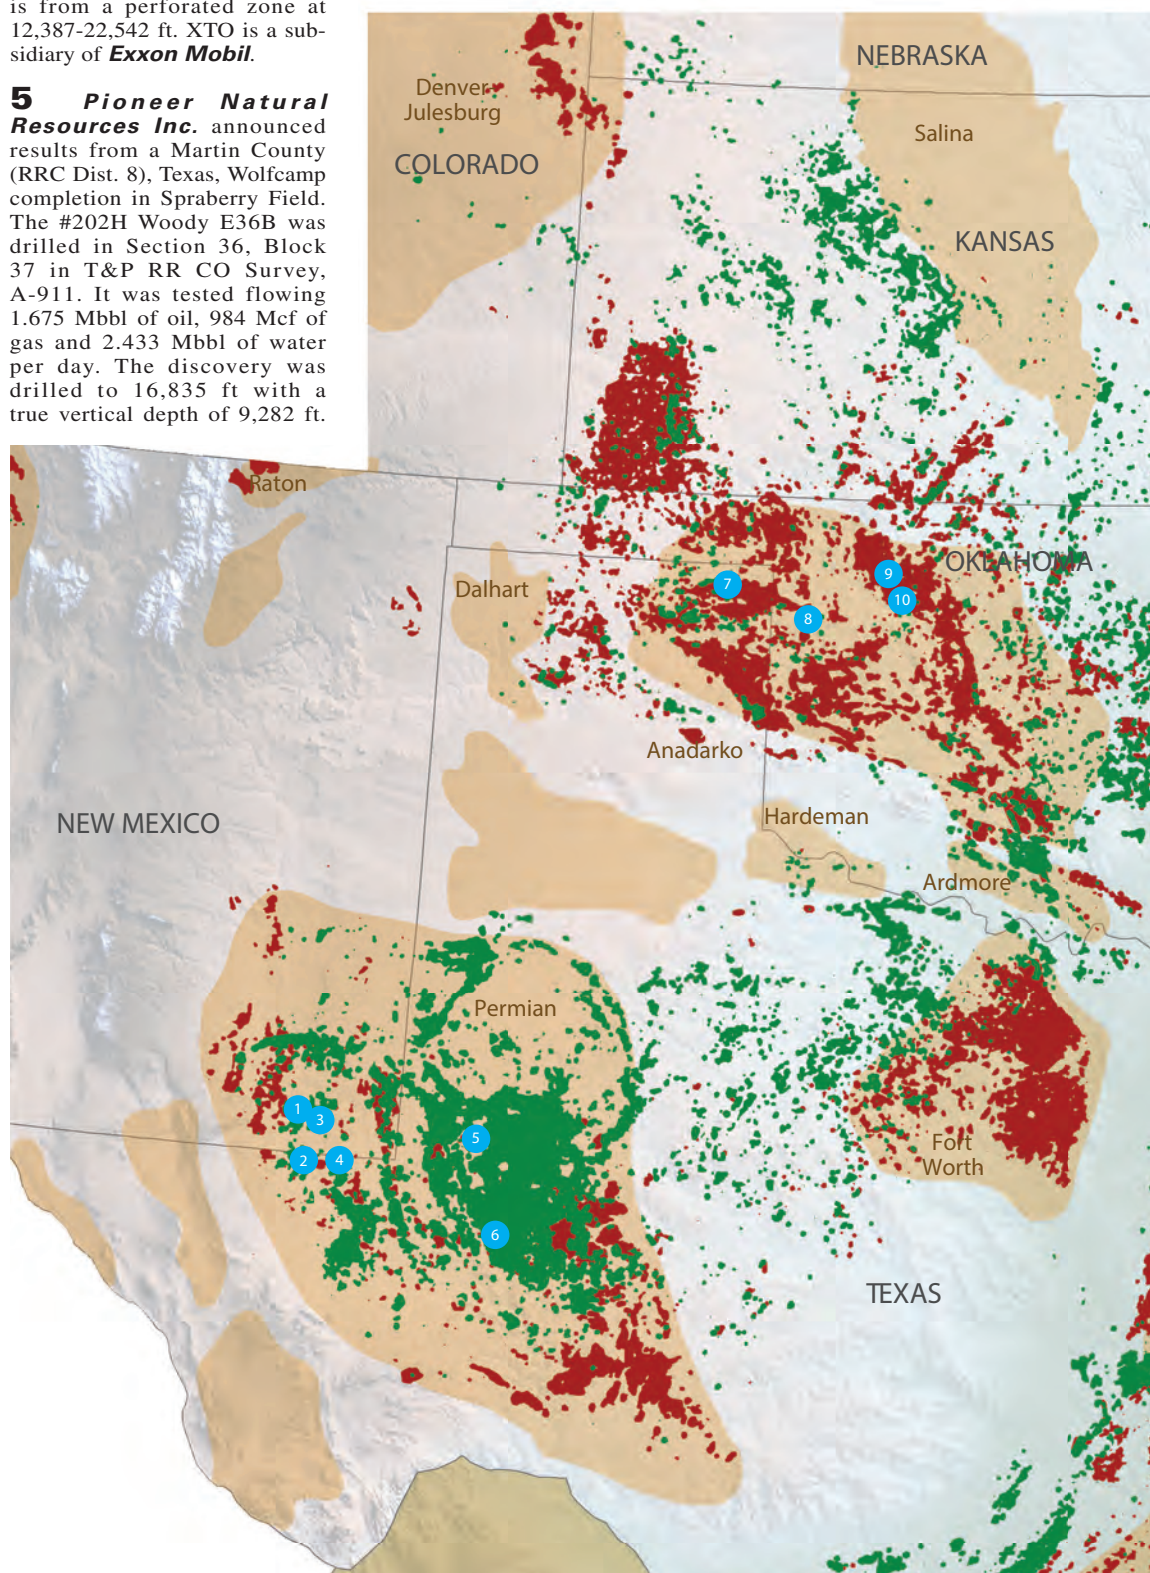 is from a perforated zone at
12,387-22,542 ft. XTO is a sub-
sidiary of Exxon Mobil.
5 Pioneer Natural
Resources Inc. announced
results from a Martin County
(RRC Dist. 8), Texas, Wolfcamp
completion in Spraberry Field.
The #202H Woody E36B was
drilled in Section 36, Block
37 in T&P RR CO Survey,
A-911. It was tested flowing
1.675 Mbbl of oil, 984 Mcf of
gas and 2.433 Mbbl of water
per day. The discovery was
drilled to 16,835 ft with a
true vertical depth of 9,282 ft.
NEBRASKA
Denver-
Julesburg
Salina
COLORADO
KANSAS
Raton
OKLAHOMA
9
7
Dalhart
10
8
Anadarko
Hardeman
NEW MEXICO
Ardmore
Permian
1
3
5
Fort
Worth
2
4
6
TEXAS